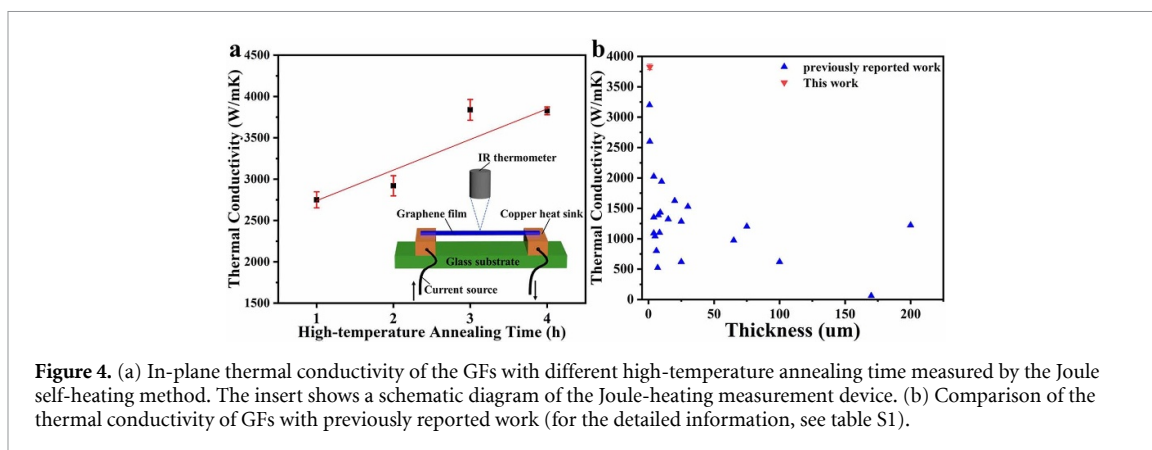 a
4500
4000
3500
3000
2500
2000
1500
Thermal Conductivity (W/mK)
1 2 3 4
High-temperature Annealing Time (h)
IR thermometer
Graphene film
Copper heat sink
Glass substrate
Current source
b
4000
3500
3000
2500
2000
1500
1000
500
0
Thermal Conductivity (W/mK)
0 50 100 150 200
Thickness (um)
previously reported work
This work
Figure 4. (a) In-plane thermal conductivity of the GFs with different high-temperature annealing time measured by the Joule
self-heating method. The insert shows a schematic diagram of the Joule-heating measurement device. (b) Comparison of the
thermal conductivity of GFs with previously reported work (for the detailed information, see table S1).